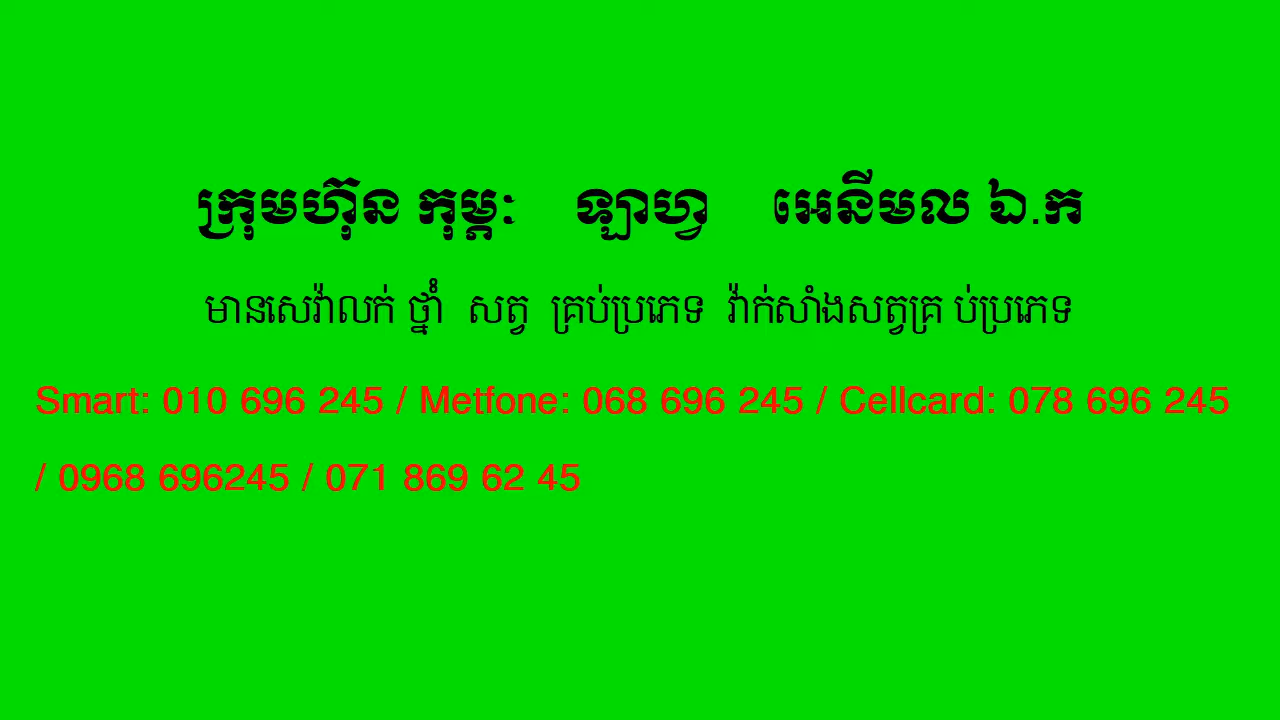 ក្រុមហ៊ុន កុម្ភៈ ឡាហ្វ អេនីមល ឯ.ក
មានសេវ៉ាលក់ ថ្នាំ សត្វ គ្រប់ប្រភេទ វ៉ាក់សាំងសត្វគ្រ ប់ប្រភេទ
Smart: 010 696 245 / Metfone: 068 696 245 / Cellcard: 078 696 245
/ 0968 696245 / 071 869 62 45